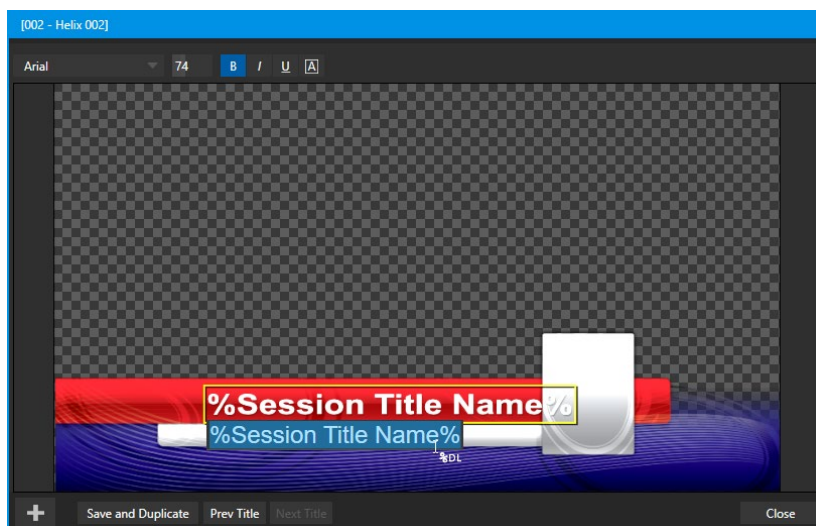 [002 - Helix 002]
Arial 74 B I U A
%Session Title Name%
%Session Title Name%
%DL
Save and Duplicate Prev Title Next Title Close